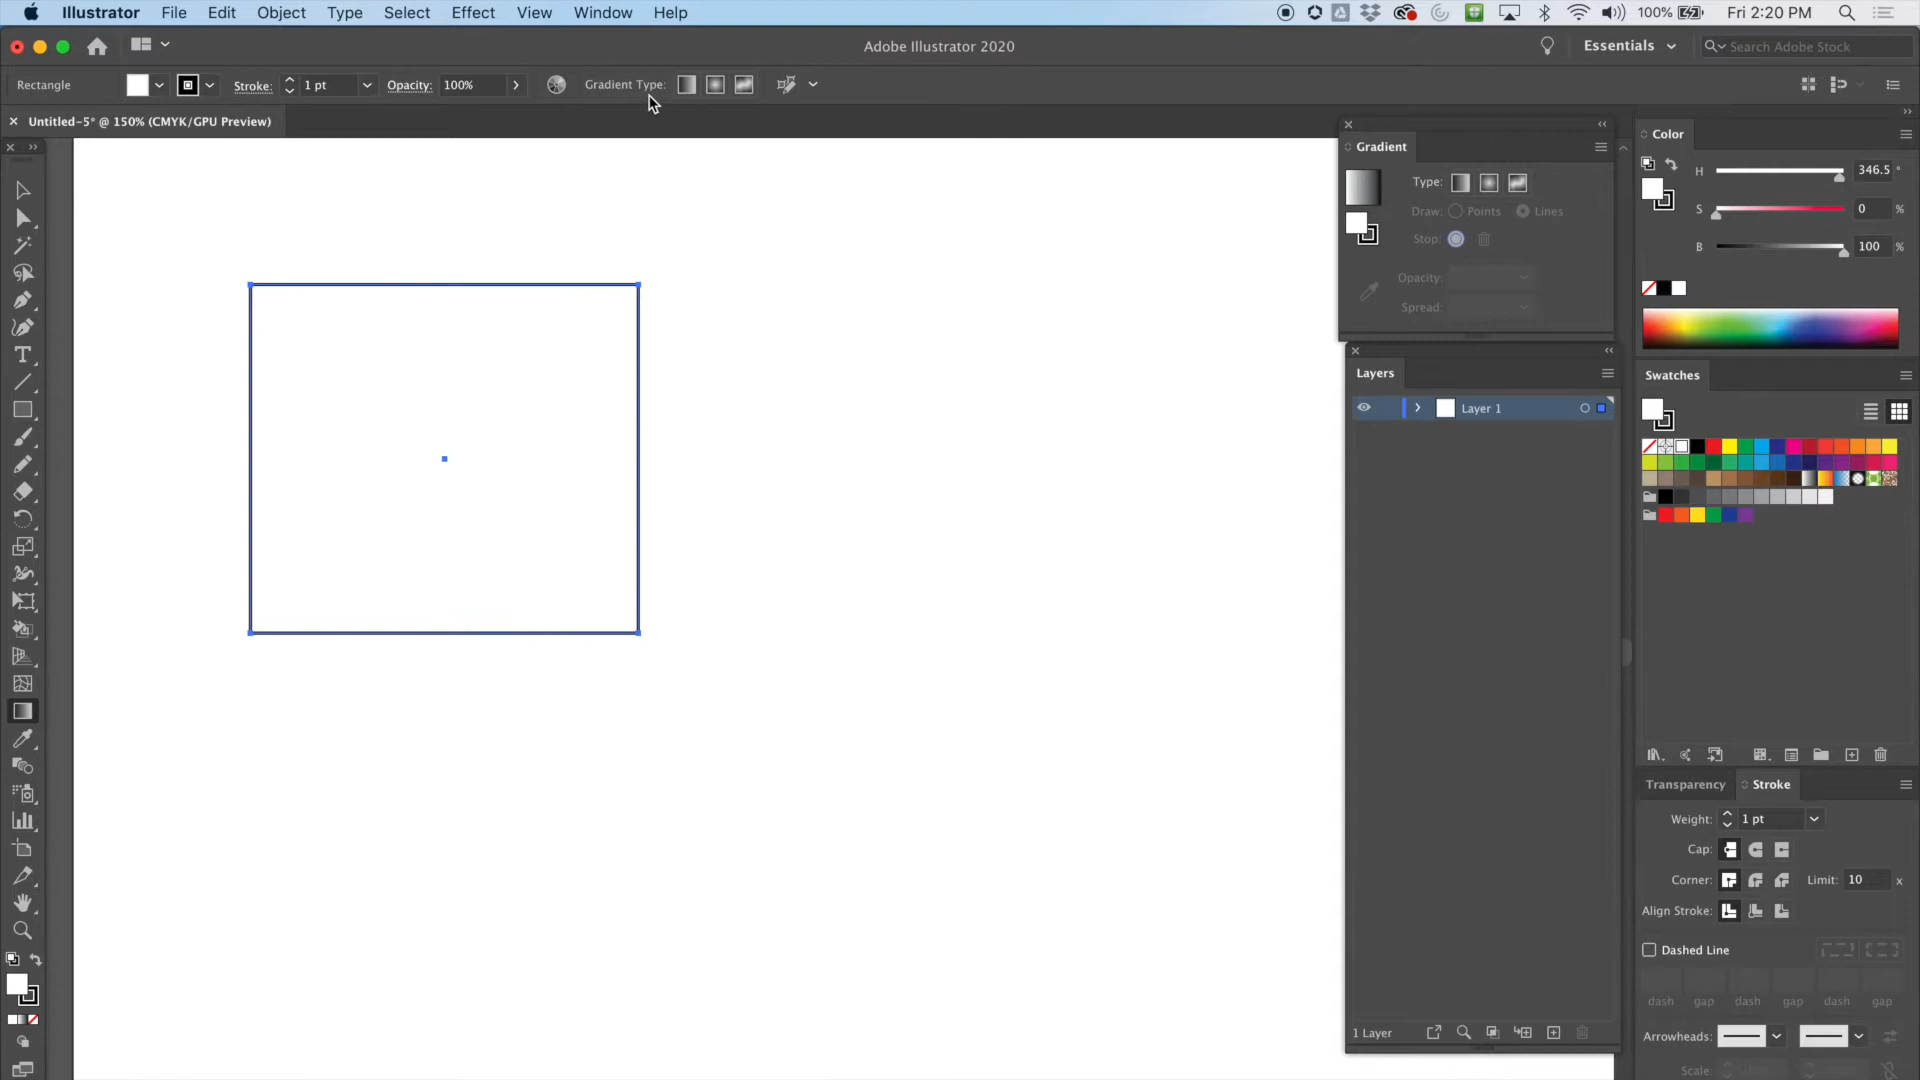 Illustrator File Edit Object Type Select Effect View Window Help 100% Fri 2:20 PM
Adobe Illustrator 2020 Essentials Search Adobe Stock
Rectangle Stroke: 1 pt Opacity: 100% Gradient Type:
Untitled-5* @ 150% (CMYK/GPU Preview)
Gradient
Type:
Draw: Points Lines
Stop:
Opacity:
Spread:
Layers
Layer 1
1 Layer
Color
H 346.5 °
S 0 %
B 100 %
Swatches
Transparency Stroke
Weight: 1 pt
Cap:
Corner: Limit: 10 x
Align Stroke:
Dashed Line
dash gap dash gap dash gap
Arrowheads:
Scale: